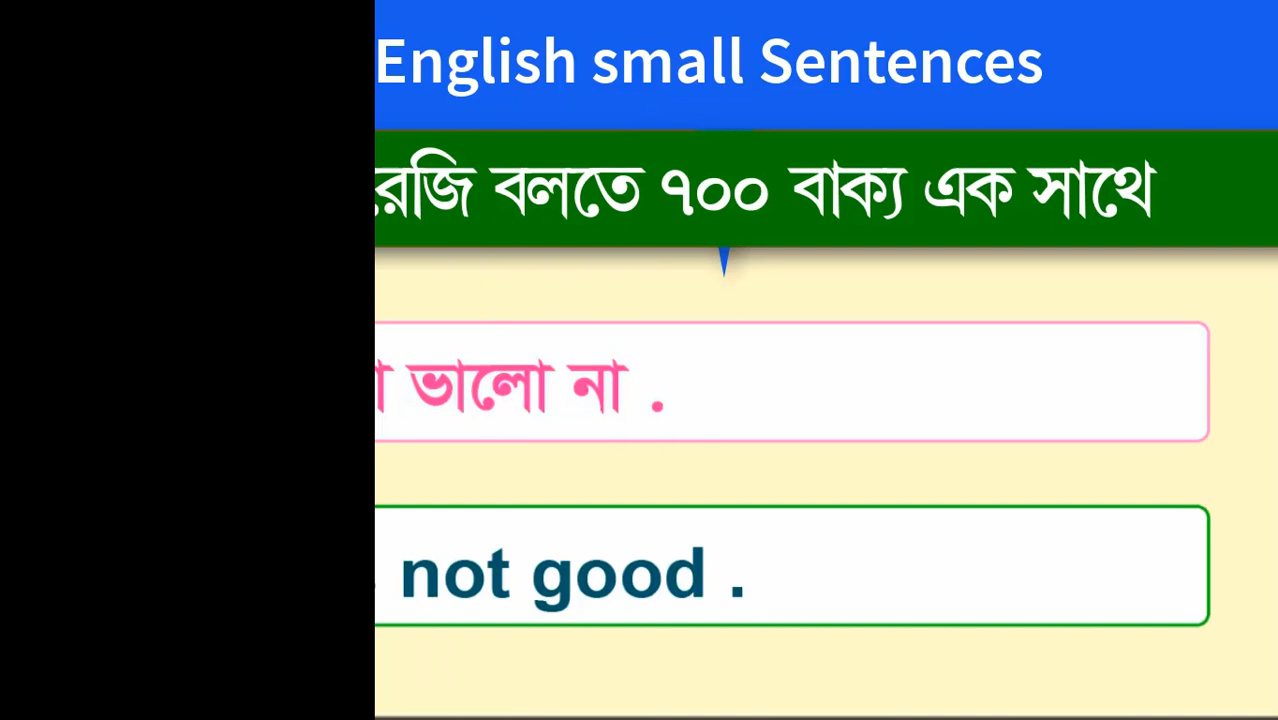 English small Sentences
বলতে ৭০০ বাক্য এক সাথে
ভালো না .
not good .